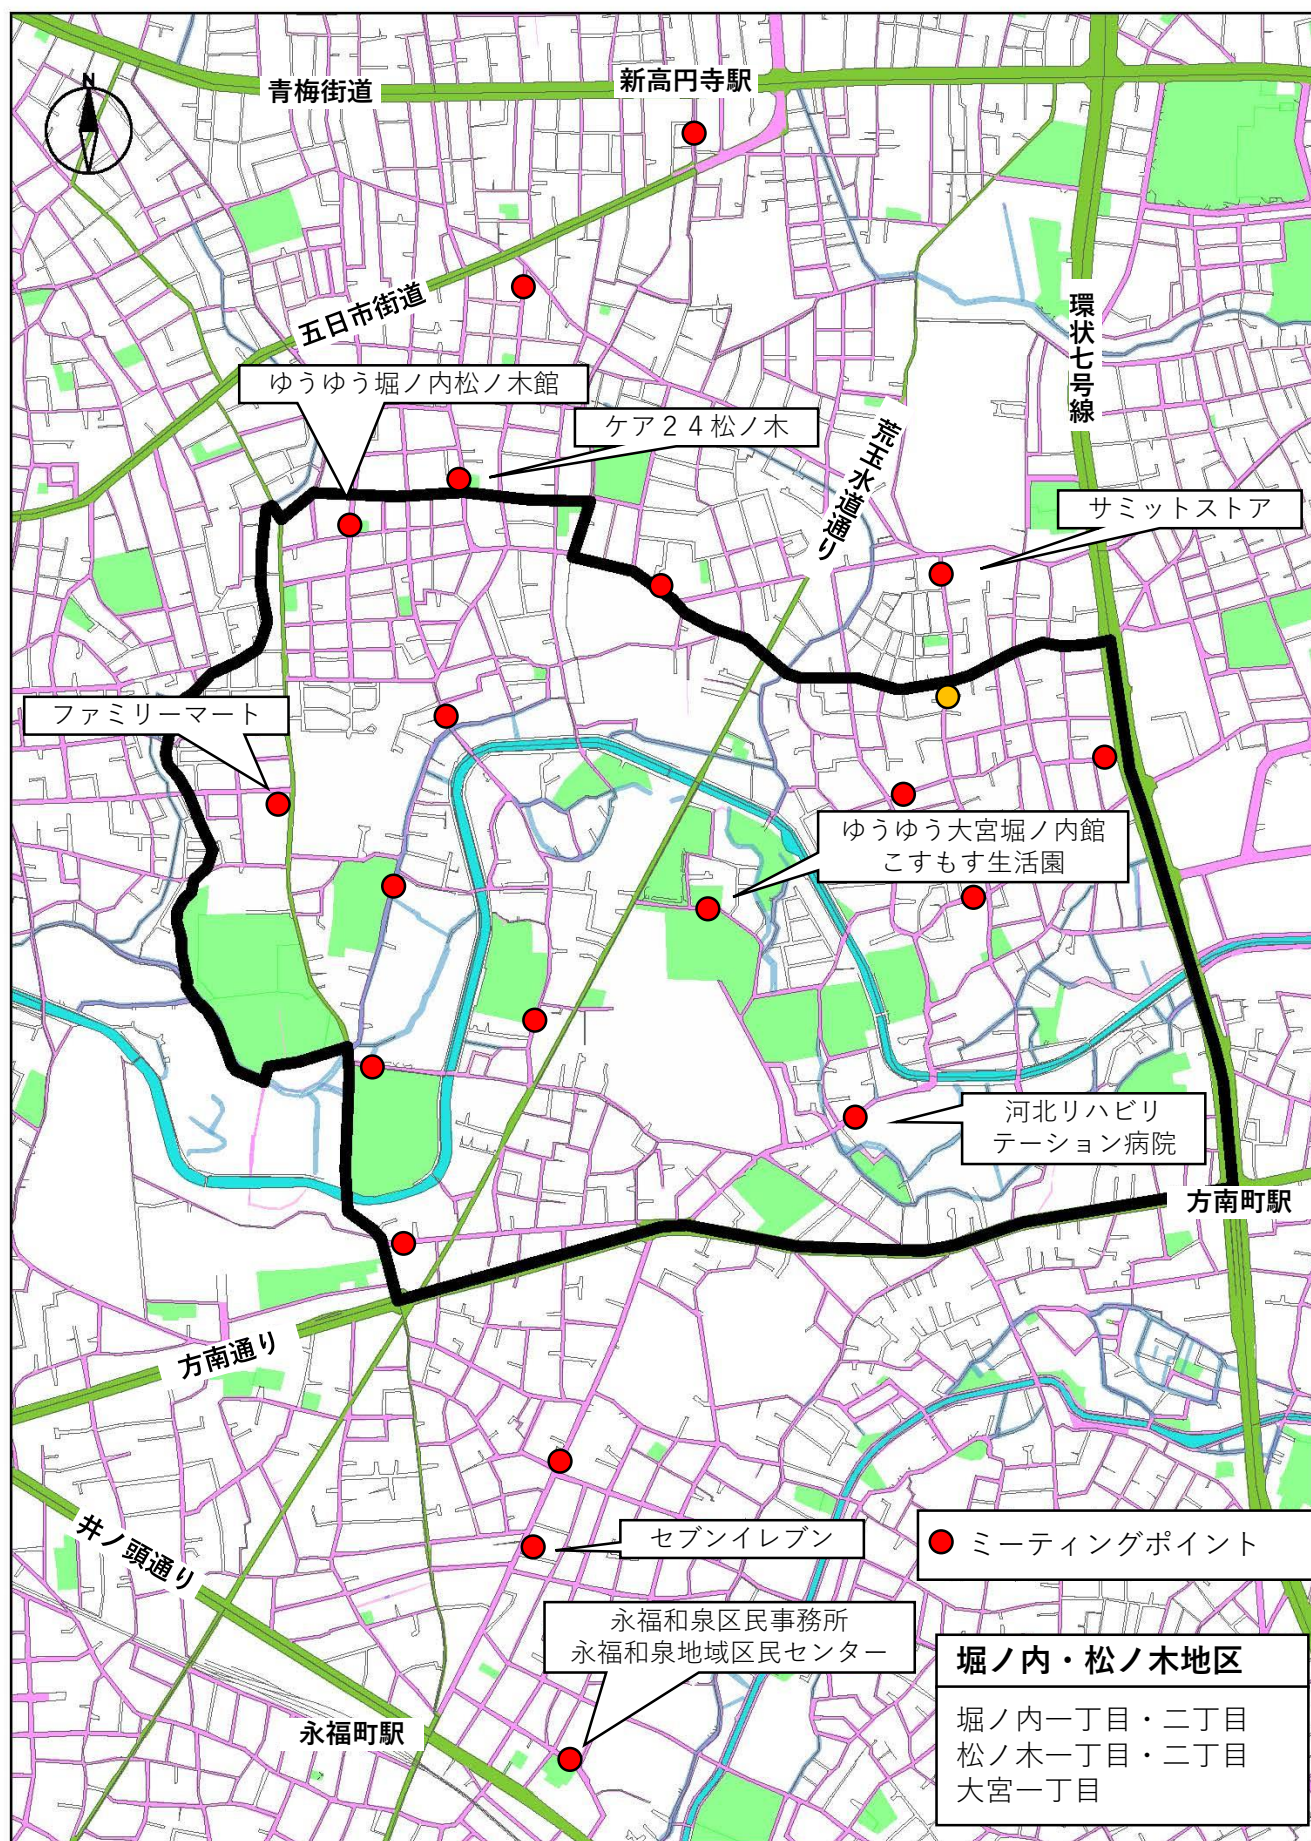 N
青梅街道
新高円寺駅
五日市街道
環状七号線
ゆうゆう堀ノ内松ノ木館
ケア２４松ノ木
荒玉水道通り
サミットストア
ファミリーマート
ゆうゆう大宮堀ノ内館
こすもす生活園
河北リハビリ
テーション病院
方南町駅
方南通り
井ノ頭通り
セブンイレブン
ミーティングポイント
永福和泉区民事務所
永福和泉地域区民センター
永福町駅
堀ノ内・松ノ木地区
堀ノ内一丁目・二丁目
松ノ木一丁目・二丁目
大宮一丁目